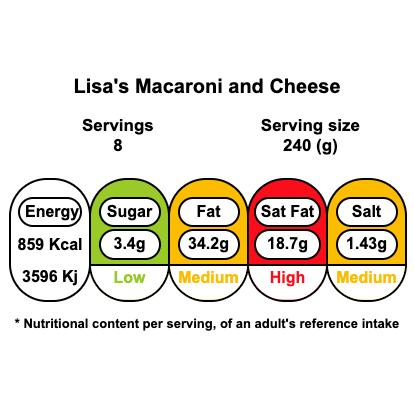 Lisa's Macaroni and Cheese
Servings
8
Serving size
240 (g)
Energy
859 Kcal
3596 Kj
Sugar
3.4g
Low
Fat
34.2g
Medium
Sat Fat
18.7g
High
Salt
1.43g
Medium
* Nutritional content per serving, of an adult's reference intake